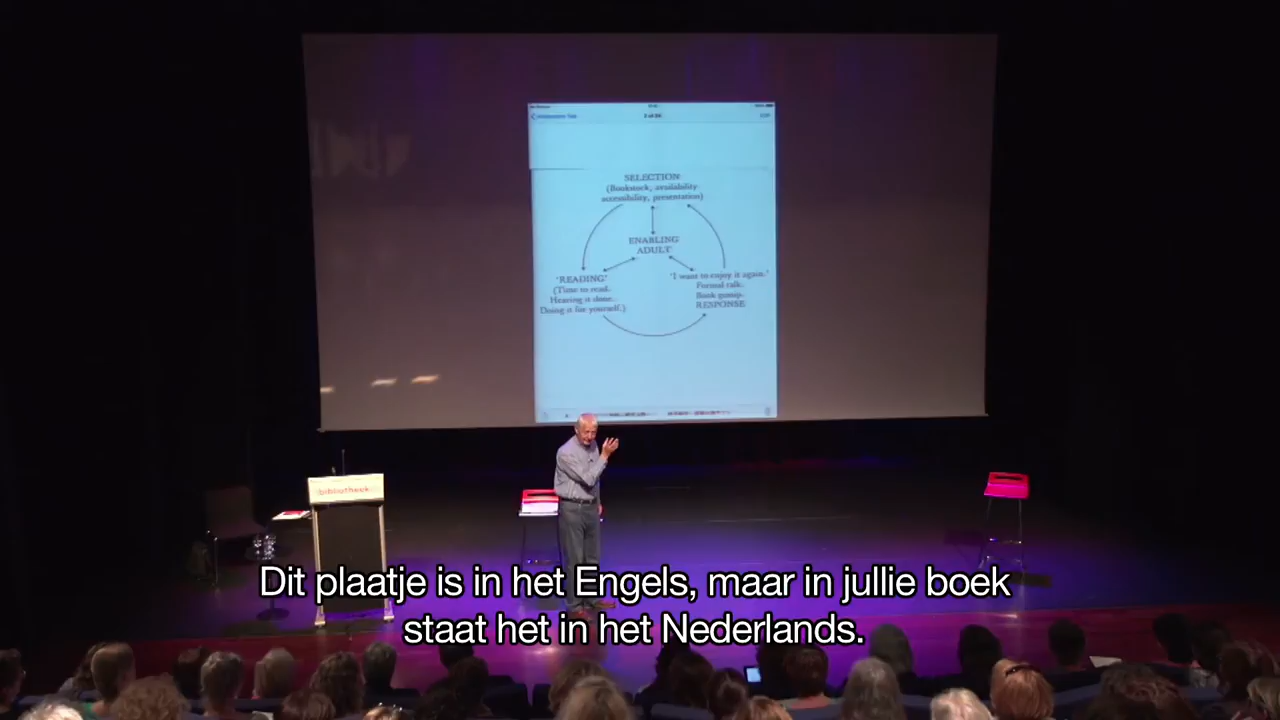 SELECTION
(Bookstock, availability
accessibility, presentation)
ENABLING
ADULT
'READING'
(Time to read.
Hearing it done.
Doing it for yourself.)
'I want to enjoy it again.'
Formal talk.
Book gossip.
RESPONSE
bibliotheek
Dit plaatje is in het Engels, maar in jullie boek
staat het in het Nederlands.